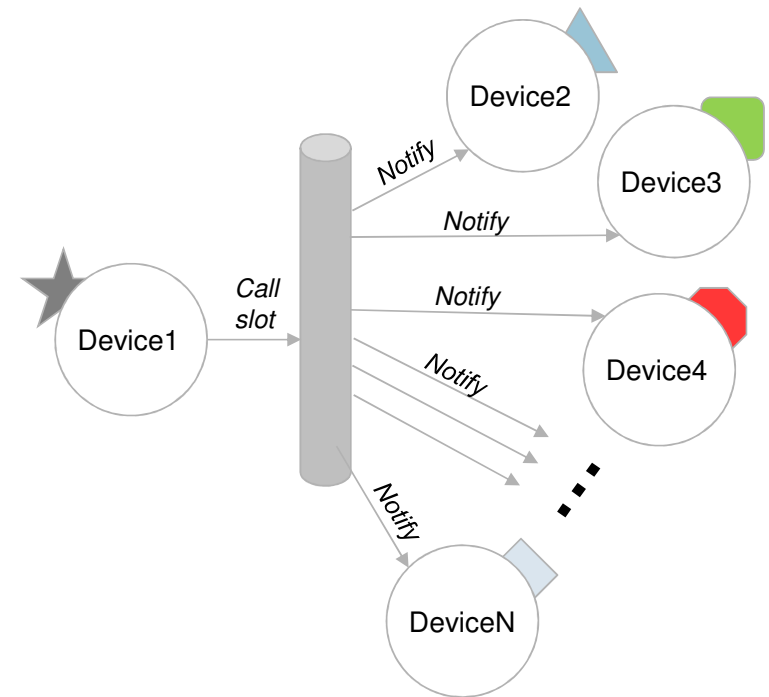 Device2
Notify
Device3
Notify
Call
slot
Notify
Device1
Notify
Device4
Notify
DeviceN